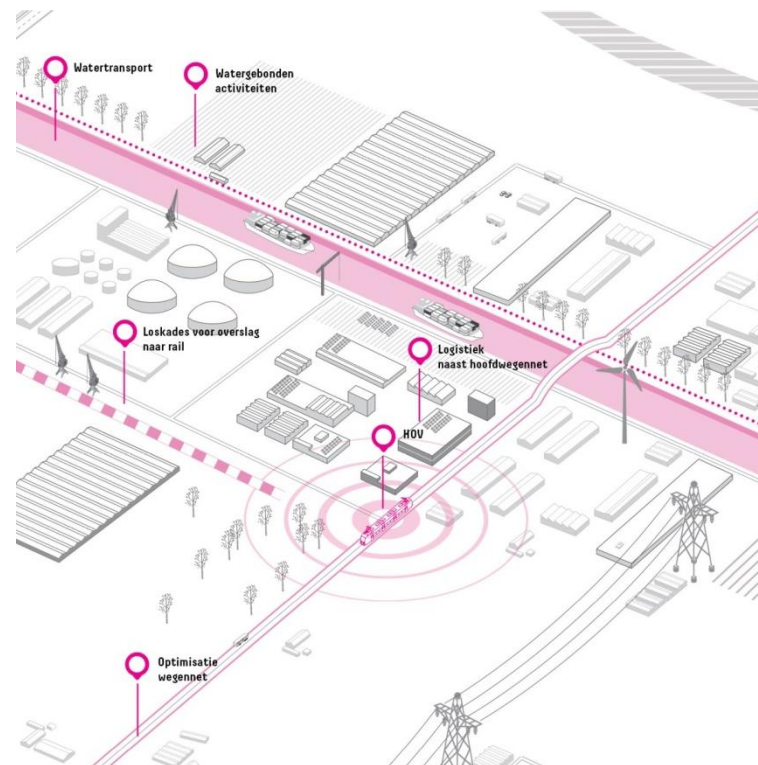 Watertransport
Watergebonden
activiteiten
Loskades voor overslag
naar rail
Logistiek
naast hoofdwegennet
HOV
Optimisatie
wegennet